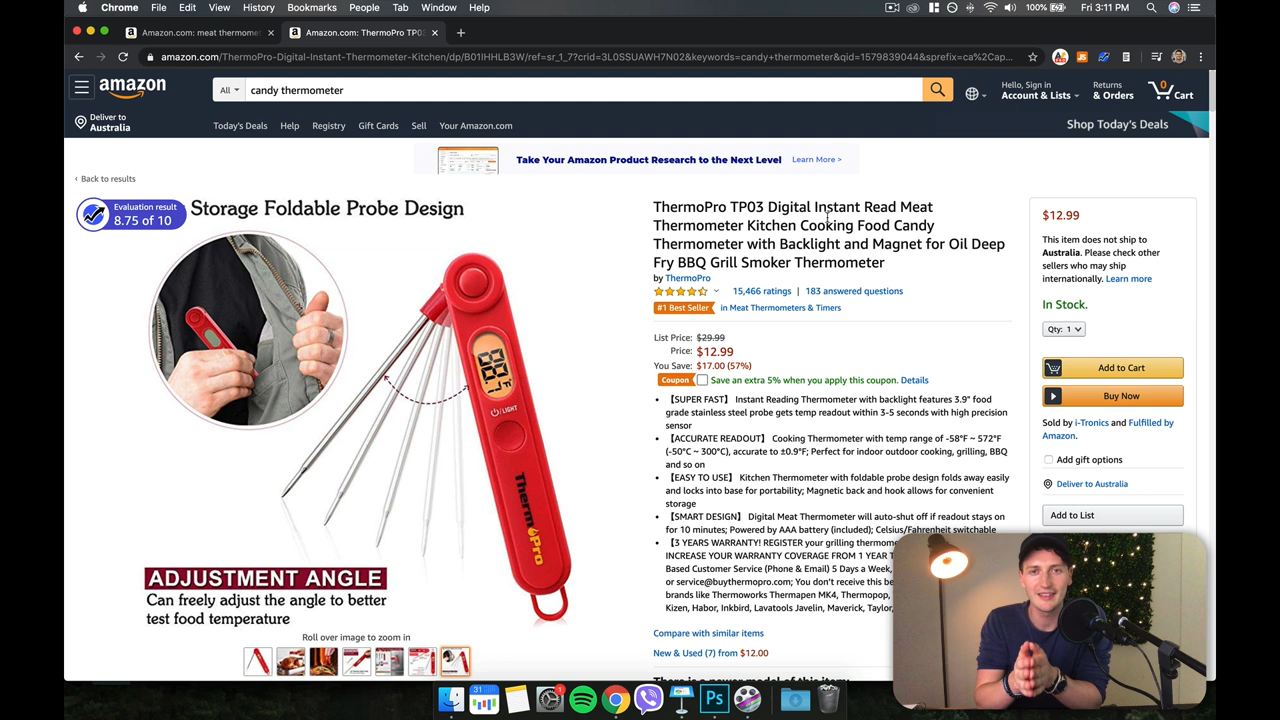 Chrome File Edit View History Bookmarks People Tab Window Help 100% Fri 3:11 PM
Amazon.com: meat thermome
Amazon.com: ThermoPro TP0
amazon.com/ThermoPro-Digital-Instant-Thermometer-Kitchen/dp/B01IHHLB3W/ref=sr_1_7?crid=3L0SSUAWH7N02&keywords=candy+thermometer&qid=1579839044&sprefix=ca%2Cap...
amazon
All candy thermometer
Hello, Sign in
Account & Lists
Returns
& Orders
0
Cart
Deliver to
Australia
Today's Deals Help Registry Gift Cards Sell Your Amazon.com
Shop Today's Deals
Take Your Amazon Product Research to the Next Level Learn More >
‹ Back to results
Evaluation result
8.75 of 10
Storage Foldable Probe Design
88.7°F
⏻/LIGHT
ThermoPro
ADJUSTMENT ANGLE
Can freely adjust the angle to better
test food temperature
Roll over image to zoom in
ThermoPro TP03 Digital Instant Read Meat
Thermometer Kitchen Cooking Food Candy
Thermometer with Backlight and Magnet for Oil Deep
Fry BBQ Grill Smoker Thermometer
by ThermoPro
15,466 ratings | 183 answered questions
#1 Best Seller in Meat Thermometers & Timers
List Price: $29.99
Price: $12.99
You Save: $17.00 (57%)
Coupon Save an extra 5% when you apply this coupon. Details
• 【SUPER FAST】 Instant Reading Thermometer with backlight features 3.9" food
grade stainless steel probe gets temp readout within 3-5 seconds with high precision
sensor
• 【ACCURATE READOUT】 Cooking Thermometer with temp range of -58°F ~ 572°F
(-50°C ~ 300°C), accurate to ±0.9°F; Perfect for indoor outdoor cooking, grilling, BBQ
and so on
• 【EASY TO USE】 Kitchen Thermometer with foldable probe design folds away easily
and locks into base for portability; Magnetic back and hook allows for convenient
storage
• 【SMART DESIGN】 Digital Meat Thermometer will auto-shut off if readout stays on
for 10 minutes; Powered by AAA battery (included); Celsius/Fahrenheit switchable
• 【3 YEARS WARRANTY! REGISTER your grilling thermom
INCREASE YOUR WARRANTY COVERAGE FROM 1 YEAR T
Based Customer Service (Phone & Email) 5 Days a Week,
or service@buythermopro.com; You don't receive this be
brands like Thermoworks Thermapen MK4, Thermopop,
Kizen, Habor, Inkbird, Lavatools Javelin, Maverick, Taylor,
Compare with similar items
New & Used (7) from $12.00
There is a newer model of this item:
$12.99
This item does not ship to
Australia. Please check other
sellers who may ship
internationally. Learn more
In Stock.
Qty: 1
Add to Cart
Buy Now
Sold by i-Tronics and Fulfilled by
Amazon.
Add gift options
Deliver to Australia
Add to List
31
1
Ps